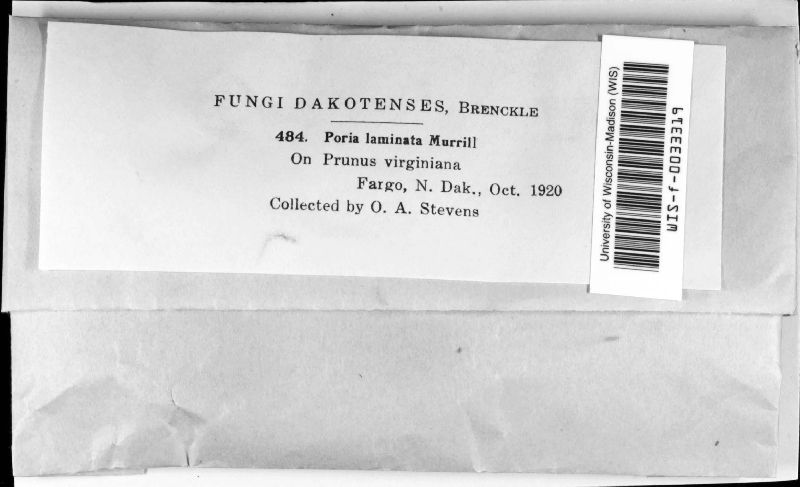 FUNGI DAKOTENSES, BRENCKLE
484. Poria laminata Murrill
On Prunus virginiana
Fargo, N. Dak., Oct. 1920
Collected by O. A. Stevens
University of Wisconsin-Madison (WIS)
WIS-f-0033319